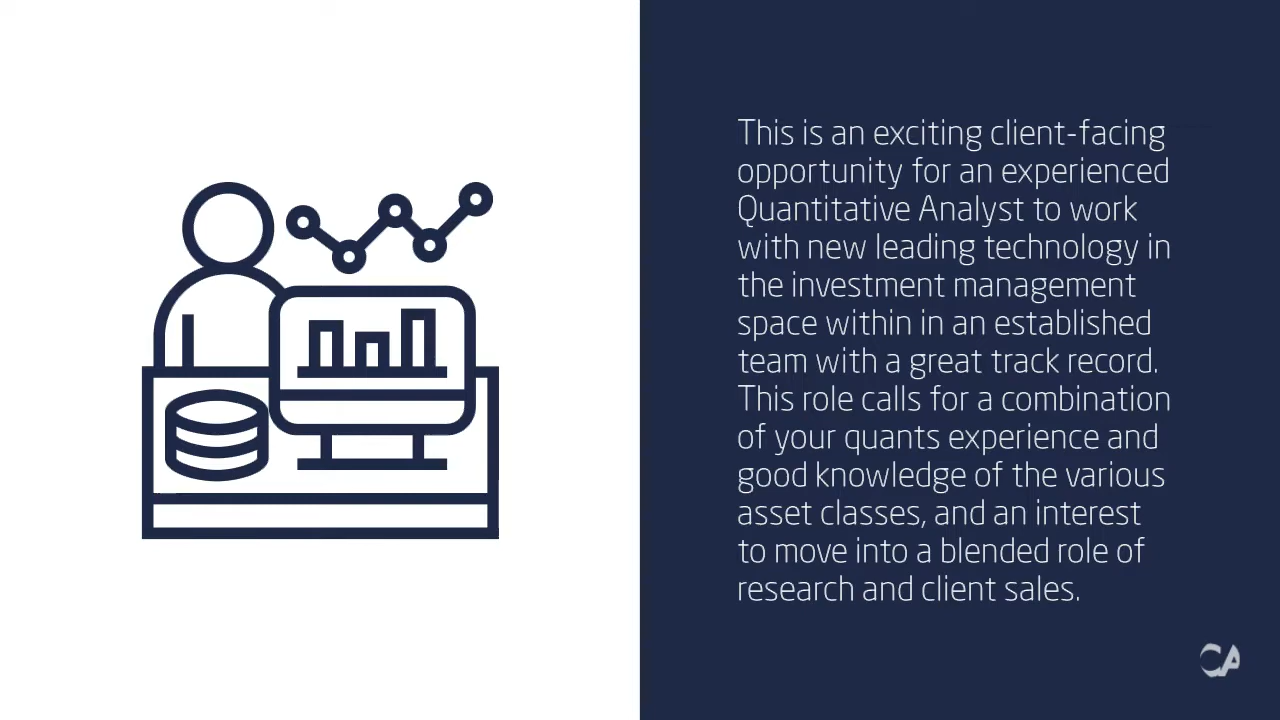 This is an exciting client-facing
opportunity for an experienced
Quantitative Analyst to work
with new leading technology in
the investment management
space within in an established
team with a great track record.
This role calls for a combination
of your quants experience and
good knowledge of the various
asset classes, and an interest
to move into a blended role of
research and client sales.
CA